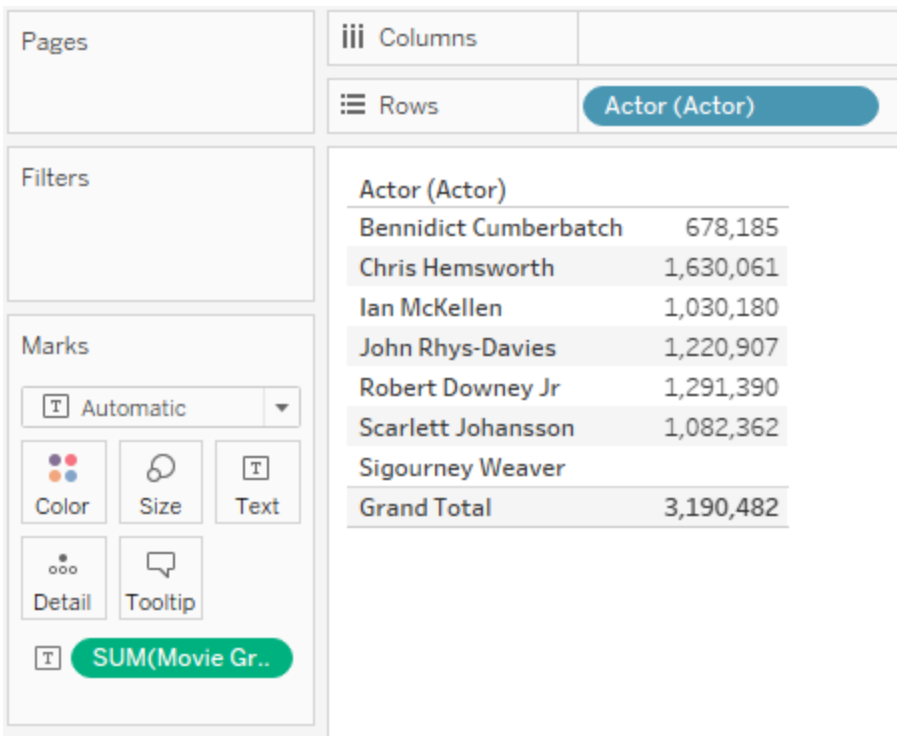 Pages
Columns
Rows
Actor (Actor)
Filters
Marks
T Automatic
Color
Size
T
Text
Detail
Tooltip
T SUM(Movie Gr..
Actor (Actor)
Bennidict Cumberbatch 678,185
Chris Hemsworth 1,630,061
Ian McKellen 1,030,180
John Rhys-Davies 1,220,907
Robert Downey Jr 1,291,390
Scarlett Johansson 1,082,362
Sigourney Weaver
Grand Total 3,190,482